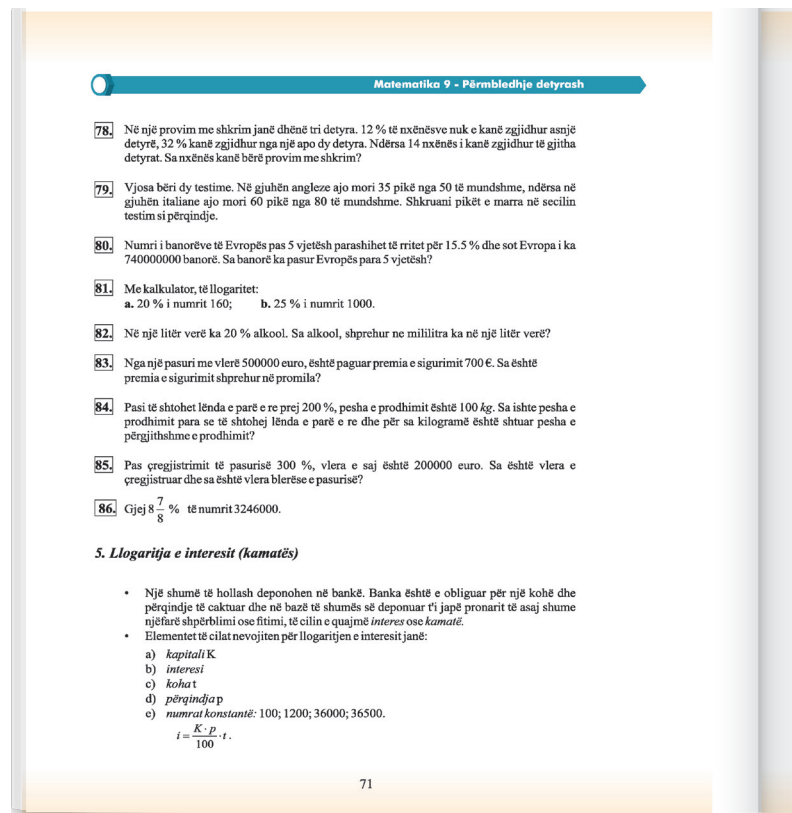 Matematika 9 - Përmbledhje detyrash
78. Në një provim me shkrim janë dhënë tri detyra. 12 % të nxënësve nuk e kanë zgjidhur asnjë
detyrë, 32 % kanë zgjidhur nga një apo dy detyra. Ndërsa 14 nxënës i kanë zgjidhur të gjitha
detyrat. Sa nxënës kanë bërë provim me shkrim?
79. Vjosa bëri dy testime. Në gjuhën angleze ajo mori 35 pikë nga 50 të mundshme, ndërsa në
gjuhën italiane ajo mori 60 pikë nga 80 të mundshme. Shkruani pikët e marra në secilin
testim si përqindje.
80. Numri i banorëve të Evropës pas 5 vjetësh parashihet të rritet për 15.5 % dhe sot Evropa i ka
740000000 banorë. Sa banorë ka pasur Evropës para 5 vjetësh?
81. Me kalkulator, të llogaritet:
a. 20 % i numrit 160; b. 25 % i numrit 1000.
82. Në një litër verë ka 20 % alkool. Sa alkool, shprehur ne mililitra ka në një litër verë?
83. Nga një pasuri me vlerë 500000 euro, është paguar premia e sigurimit 700 €. Sa është
premia e sigurimit shprehur në promila?
84. Pasi të shtohet lënda e parë e re prej 200 %, pesha e prodhimit është 100 kg. Sa ishte pesha e
prodhimit para se të shtohej lënda e parë e re dhe për sa kilogramë është shtuar pesha e
përgjithshme e prodhimit?
85. Pas çregjistrimit të pasurisë 300 %, vlera e saj është 200000 euro. Sa është vlera e
çregjistruar dhe sa është vlera blerëse e pasurisë?
86. Gjej 8 7/8 % të numrit 3246000.
5. Llogaritja e interesit (kamatës)
• Një shumë të hollash deponohen në bankë. Banka është e obliguar për një kohë dhe
përqindje të caktuar dhe në bazë të shumës së deponuar t'i japë pronarit të asaj shume
njëfarë shpërblimi ose fitimi, të cilin e quajmë interes ose kamatë.
• Elementet të cilat nevojiten për llogaritjen e interesit janë:
a) kapitali K
b) interesi
c) koha t
d) përqindja p
e) numrat konstantë: 100; 1200; 36000; 36500.
i = K · p / 100 · t .
71